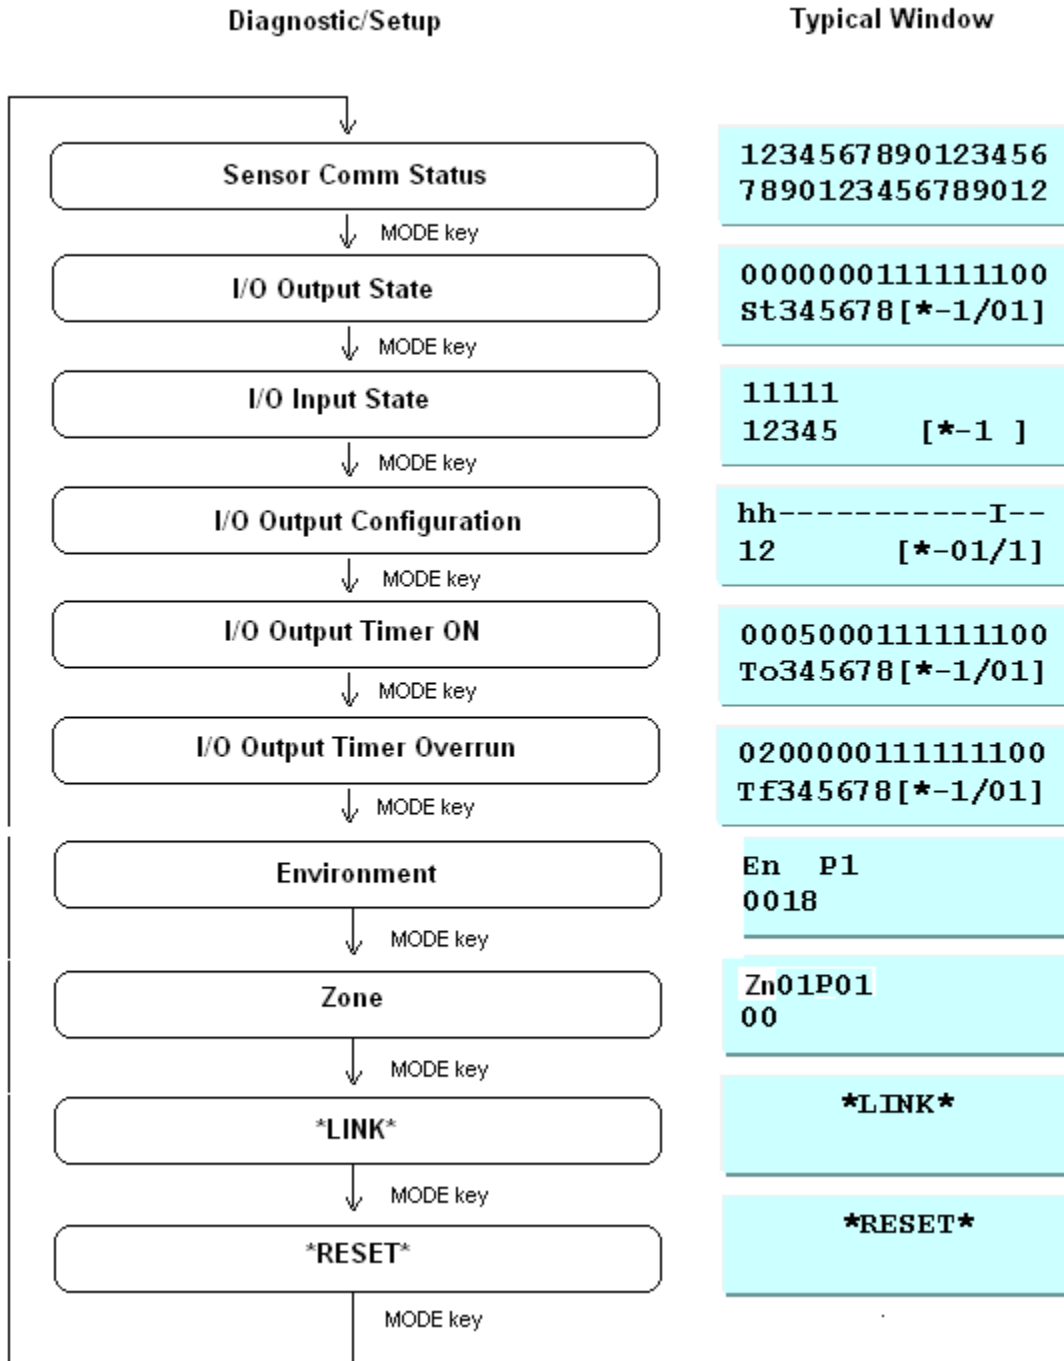 Diagnostic/Setup
Typical Window
Sensor Comm Status
1234567890123456
7890123456789012
MODE key
I/O Output State
0000000111111100
St345678[*-1/01]
MODE key
I/O Input State
11111
12345 [*-1 ]
MODE key
I/O Output Configuration
hh-----------I--
12 [*-01/1]
MODE key
I/O Output Timer ON
0005000111111100
To345678[*-1/01]
MODE key
I/O Output Timer Overrun
0200000111111100
Tf345678[*-1/01]
MODE key
Environment
En P1
0018
MODE key
Zone
Zn01P01
00
MODE key
*LINK*
*LINK*
MODE key
*RESET*
*RESET*
MODE key